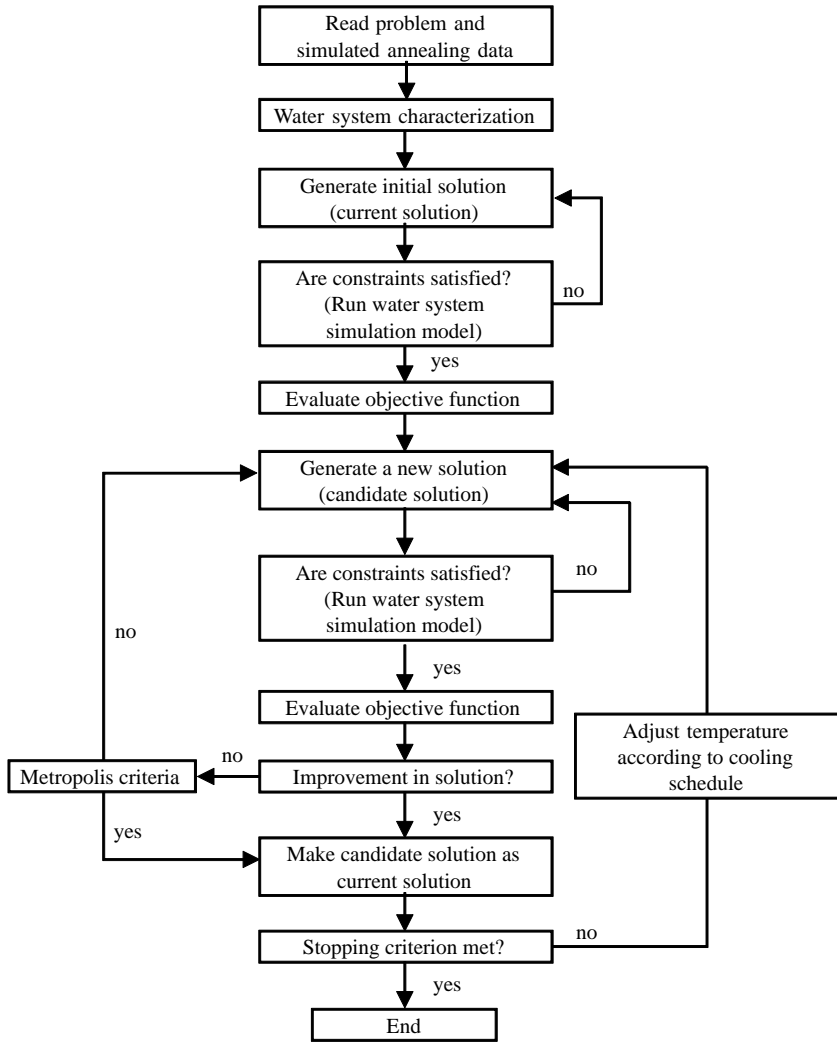 Read problem and
simulated annealing data
Water system characterization
Generate initial solution
(current solution)
Are constraints satisfied?
(Run water system
simulation model)
no
yes
Evaluate objective function
Generate a new solution
(candidate solution)
Are constraints satisfied?
(Run water system
simulation model)
no
no
yes
Evaluate objective function
Adjust temperature
according to cooling
schedule
Metropolis criteria
no
Improvement in solution?
yes
yes
Make candidate solution as
current solution
Stopping criterion met?
no
yes
End